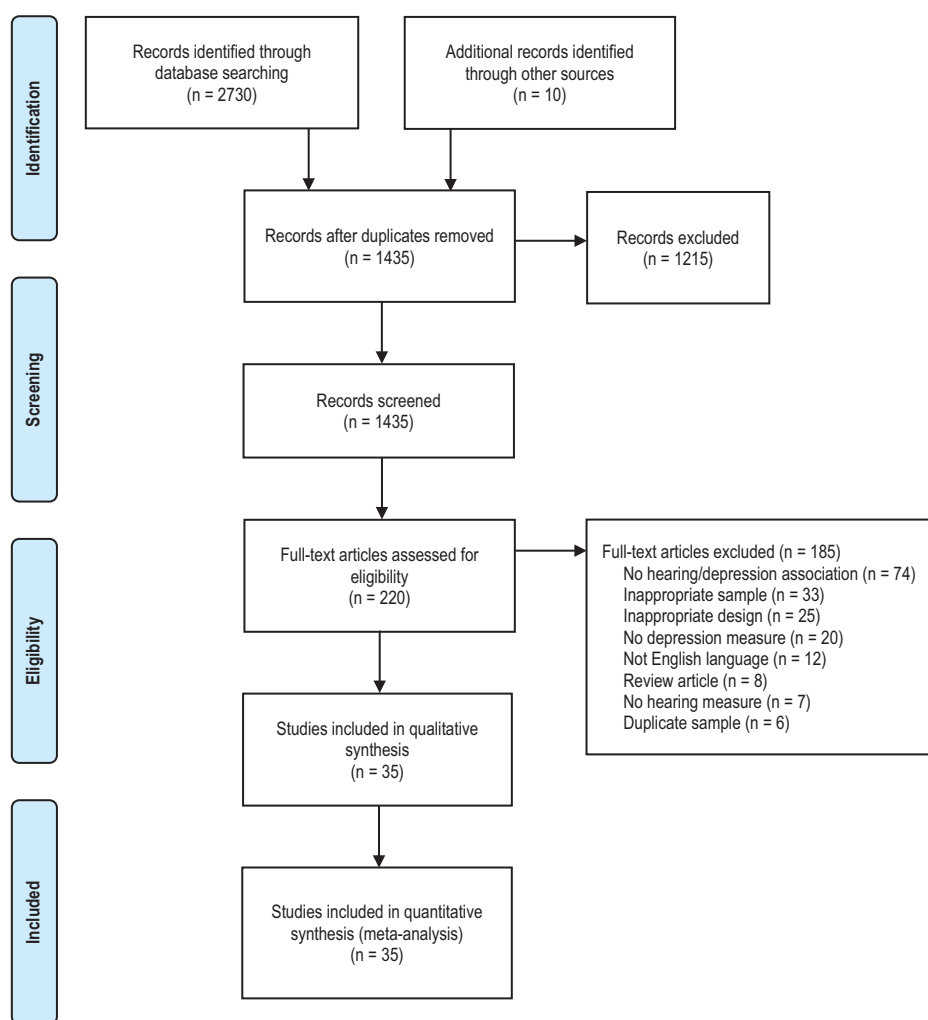 Identification
Records identified through
database searching
(n = 2730)
Additional records identified
through other sources
(n = 10)
Records after duplicates removed
(n = 1435)
Records excluded
(n = 1215)
Screening
Records screened
(n = 1435)
Eligibility
Full-text articles assessed for
eligibility
(n = 220)
Full-text articles excluded (n = 185)
No hearing/depression association (n = 74)
Inappropriate sample (n = 33)
Inappropriate design (n = 25)
No depression measure (n = 20)
Not English language (n = 12)
Review article (n = 8)
No hearing measure (n = 7)
Duplicate sample (n = 6)
Studies included in qualitative
synthesis
(n = 35)
Included
Studies included in quantitative
synthesis (meta-analysis)
(n = 35)